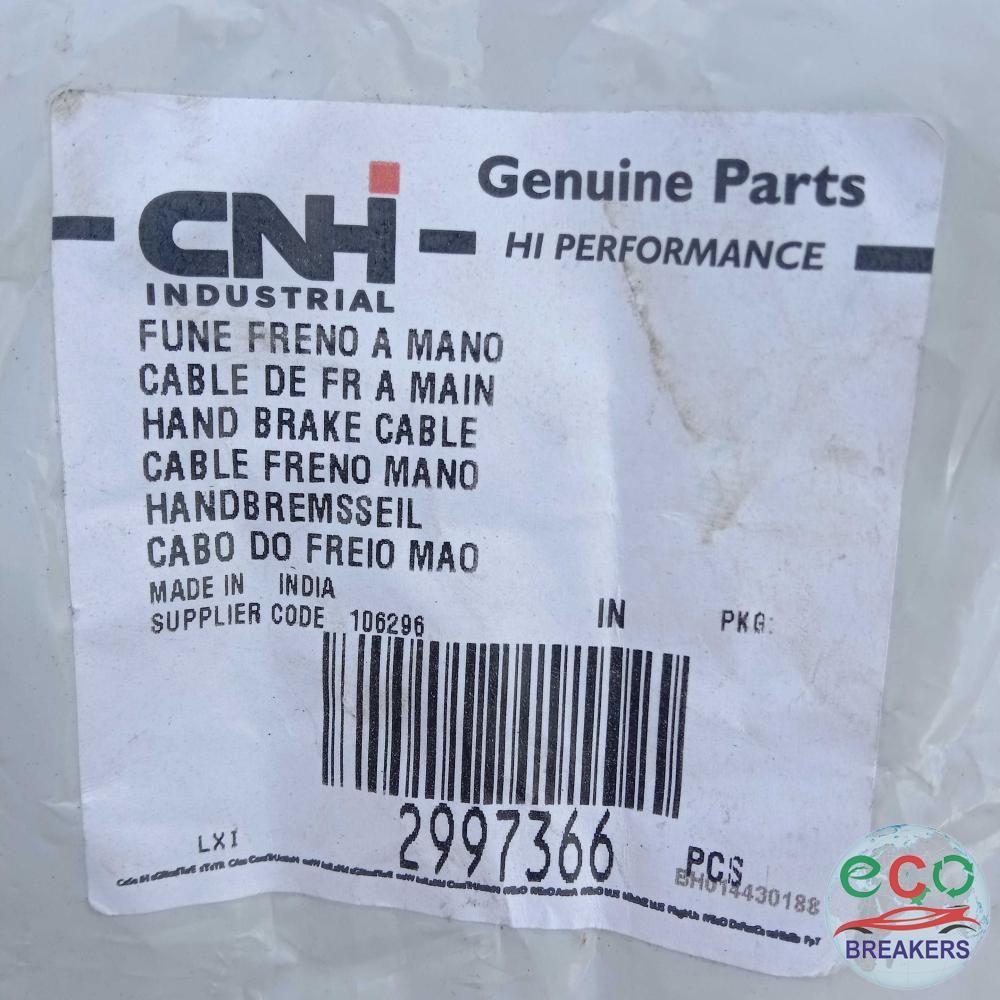 Genuine Parts
CNH
INDUSTRIAL
HI PERFORMANCE
FUNE FRENO A MANO
CABLE DE FR A MAIN
HAND BRAKE CABLE
CABLE FRENO MANO
HANDBREMSSEIL
CABO DO FREIO MAO
MADE IN INDIA
SUPPLIER CODE 106296
IN PKG:
2997366
LXI
PCS
BH014430188
eco
BREAKERS